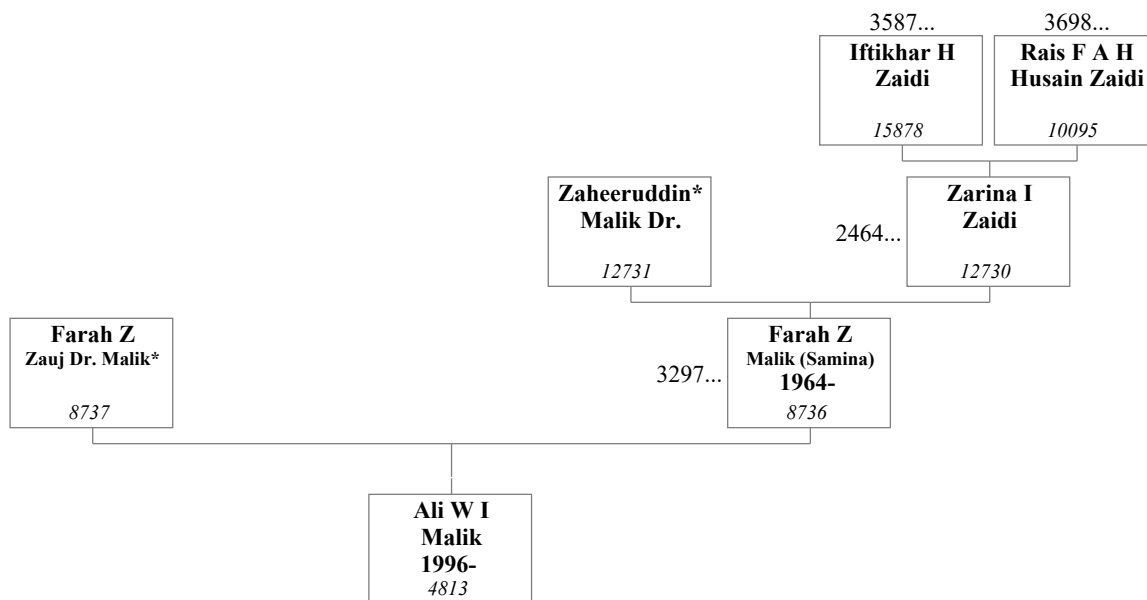 3587...
3698...
Iftikhar H
Zaidi
15878
Rais F A H
Husain Zaidi
10095
Zaheeruddin*
Malik Dr.
12731
2464...
Zarina I
Zaidi
12730
Farah Z
Zauj Dr. Malik*
8737
3297...
Farah Z
Malik (Samina)
1964-
8736
Ali W I
Malik
1996-
4813